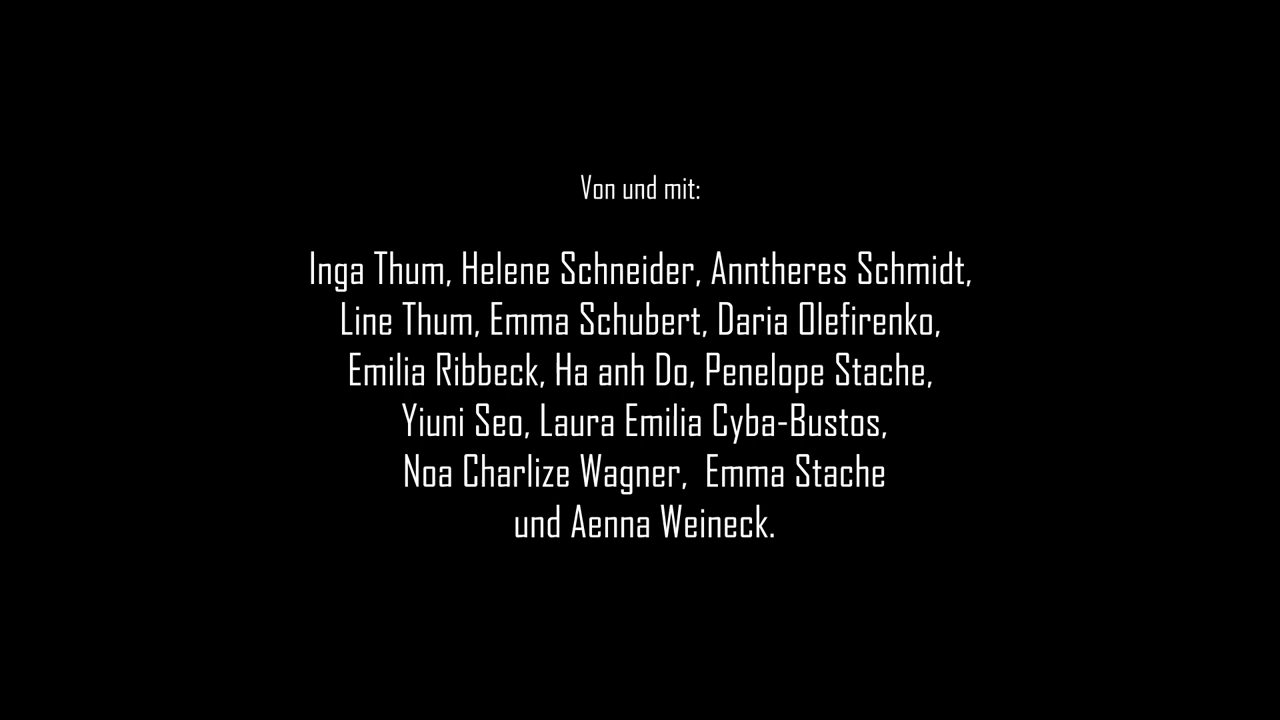 Von und mit:
Inga Thum, Helene Schneider, Anntheres Schmidt,
Line Thum, Emma Schubert, Daria Olefirenko,
Emilia Ribbeck, Ha anh Do, Penelope Stache,
Yiuni Seo, Laura Emilia Cyba-Bustos,
Noa Charlize Wagner,  Emma Stache
und Aenna Weineck.